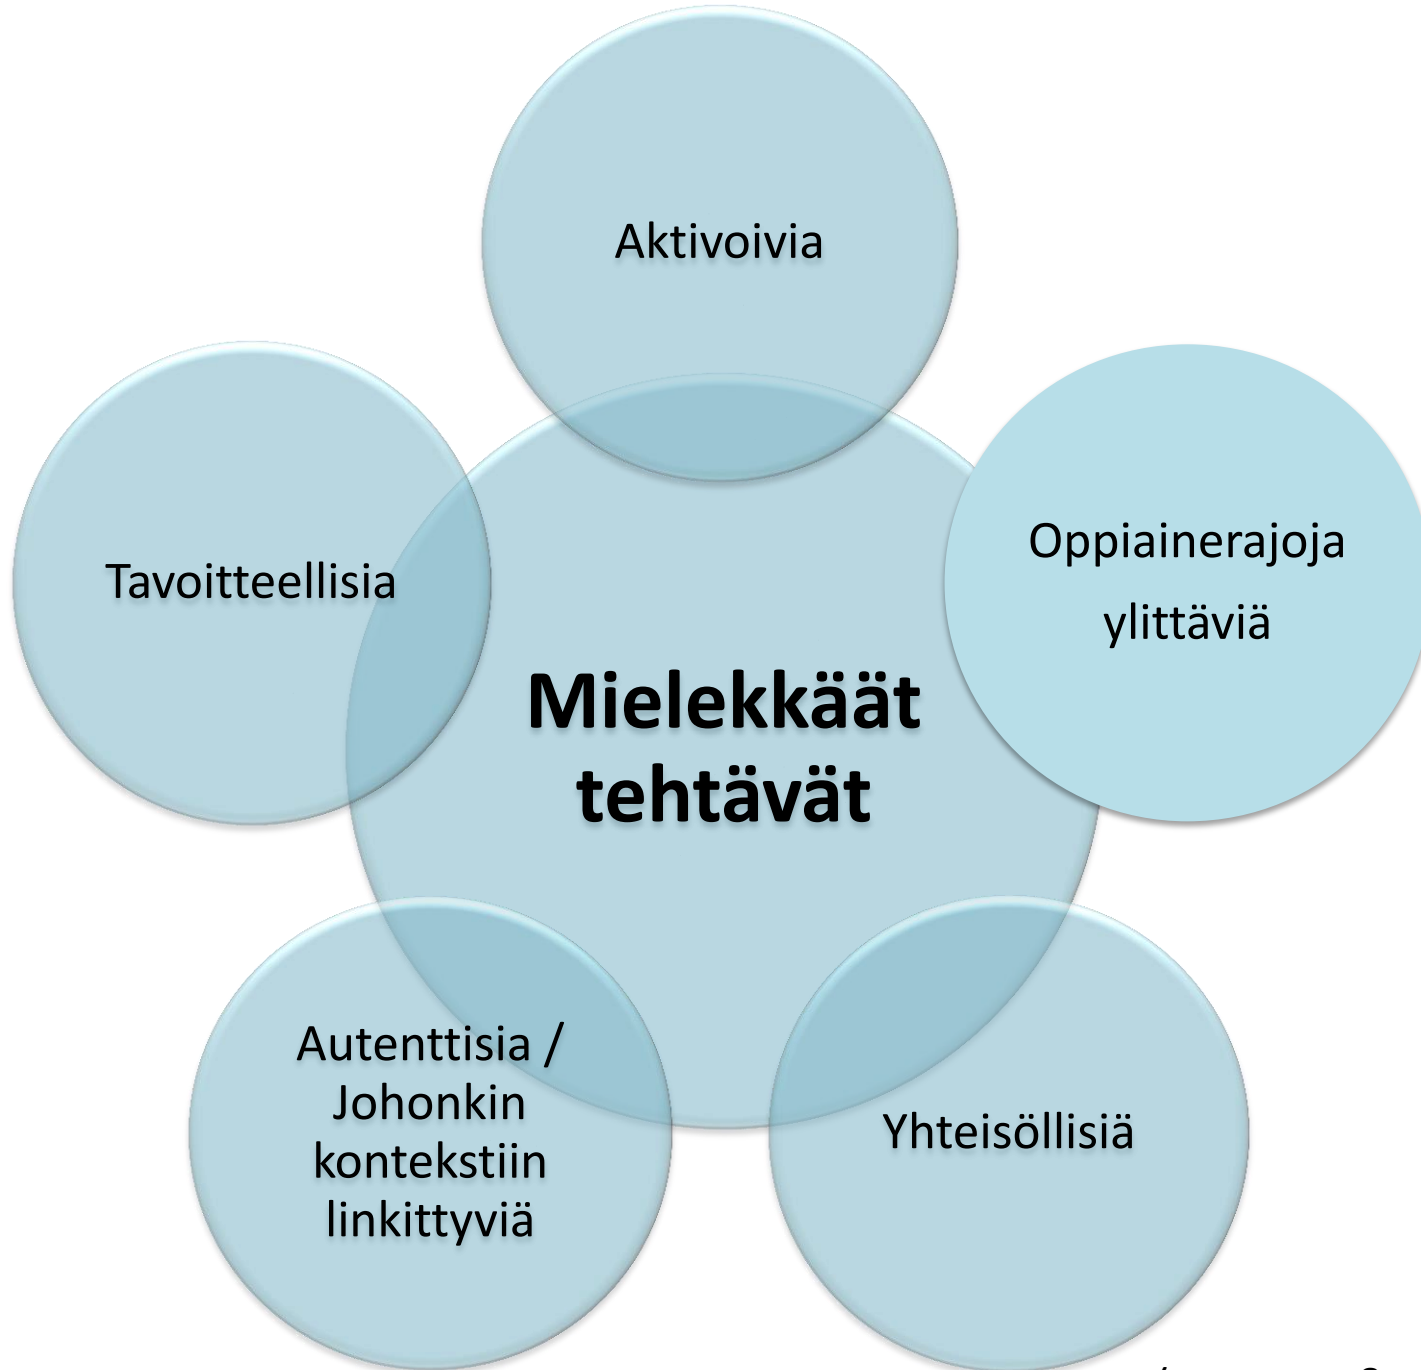 Aktivoivia
Oppiainerajoja
ylittäviä
Tavoitteellisia
Mielekkäät
tehtävät
Autenttisia /
Johonkin
kontekstiin
linkittyviä
Yhteisöllisiä